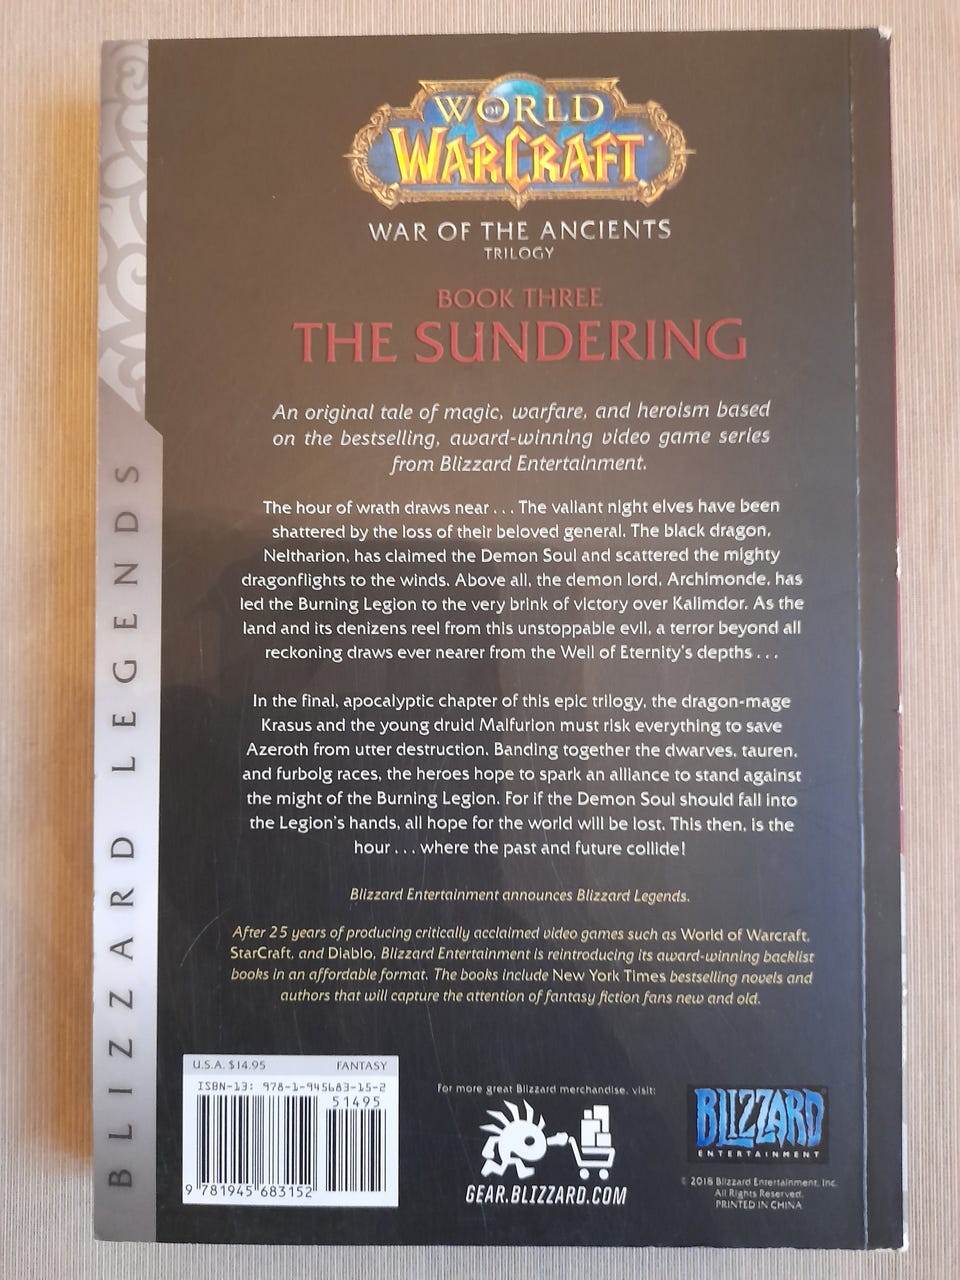 WORLD OF WARCRAFT
WAR OF THE ANCIENTS
TRILOGY
BOOK THREE
THE SUNDERING
An original tale of magic, warfare, and heroism based
on the bestselling, award-winning video game series
from Blizzard Entertainment.
The hour of wrath draws near . . . The valiant night elves have been
shattered by the loss of their beloved general. The black dragon,
Neltharion, has claimed the Demon Soul and scattered the mighty
dragonflights to the winds. Above all, the demon lord, Archimonde, has
led the Burning Legion to the very brink of victory over Kalimdor. As the
land and its denizens reel from this unstoppable evil, a terror beyond all
reckoning draws ever nearer from the Well of Eternity's depths . . .
In the final, apocalyptic chapter of this epic trilogy, the dragon-mage
Krasus and the young druid Malfurion must risk everything to save
Azeroth from utter destruction. Banding together the dwarves, tauren,
and furbolg races, the heroes hope to spark an alliance to stand against
the might of the Burning Legion. For if the Demon Soul should fall into
the Legion's hands, all hope for the world will be lost. This then, is the
hour . . . where the past and future collide!
Blizzard Entertainment announces Blizzard Legends.
After 25 years of producing critically acclaimed video games such as World of Warcraft,
StarCraft, and Diablo, Blizzard Entertainment is reintroducing its award-winning backlist
books in an affordable format. The books include New York Times bestselling novels and
authors that will capture the attention of fantasy fiction fans new and old.
BLIZZARD LEGENDS
U.S.A. $14.95 FANTASY
ISBN-13: 978-1-945683-15-2
51495
9 781945 683152
For more great Blizzard merchandise, visit:
GEAR.BLIZZARD.COM
BLIZZARD
ENTERTAINMENT
© 2018 Blizzard Entertainment, Inc.
All Rights Reserved.
PRINTED IN CHINA